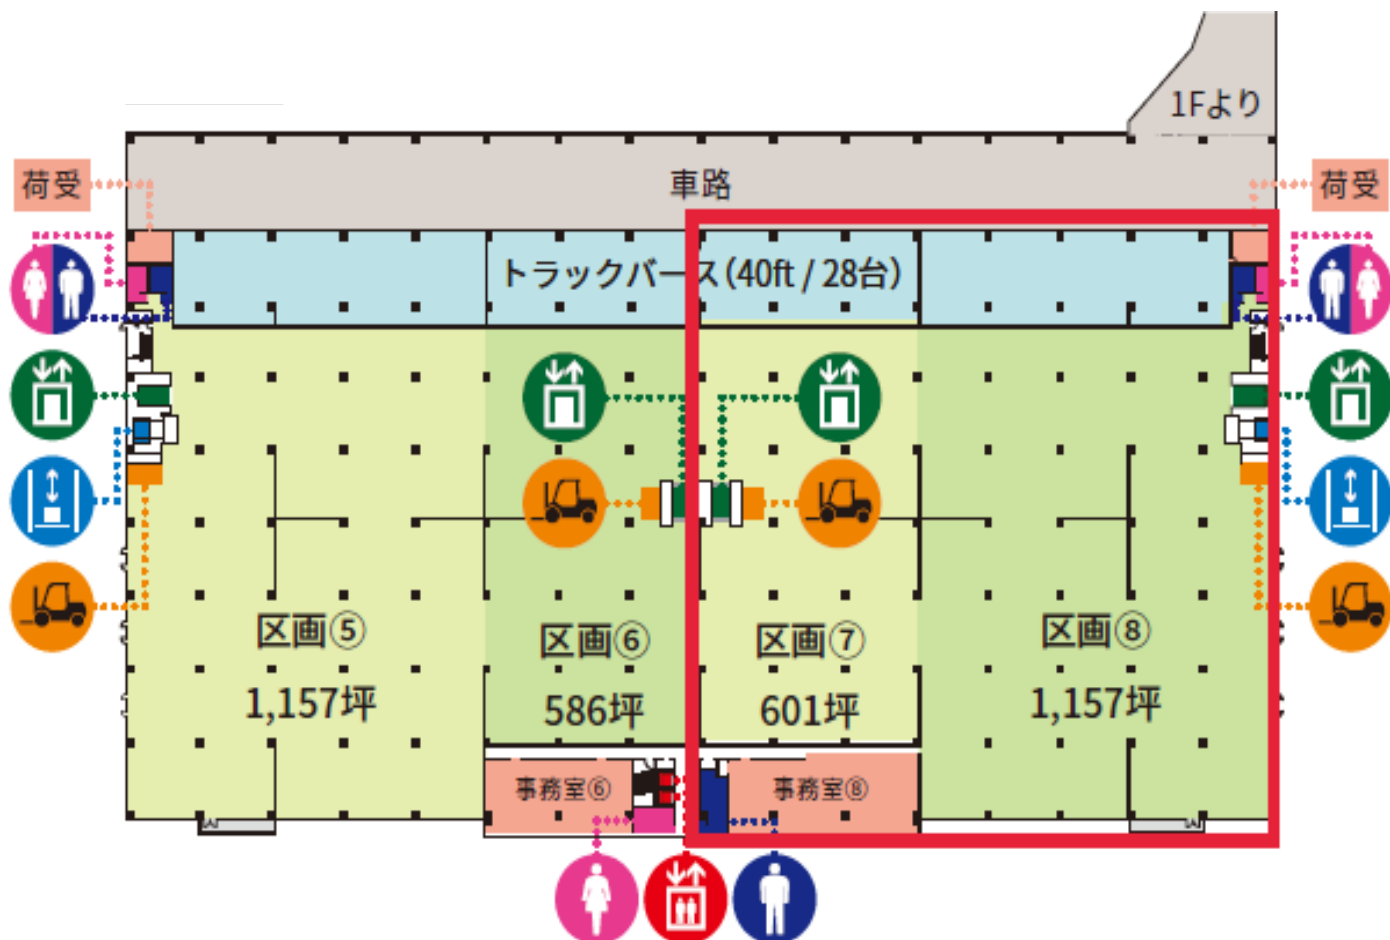 1Fより
車路
荷受
荷受
トラックバース(40ft / 28台)
区画⑤
1,157坪
区画⑥
586坪
区画⑦
601坪
区画⑧
1,157坪
事務室⑥
事務室⑧